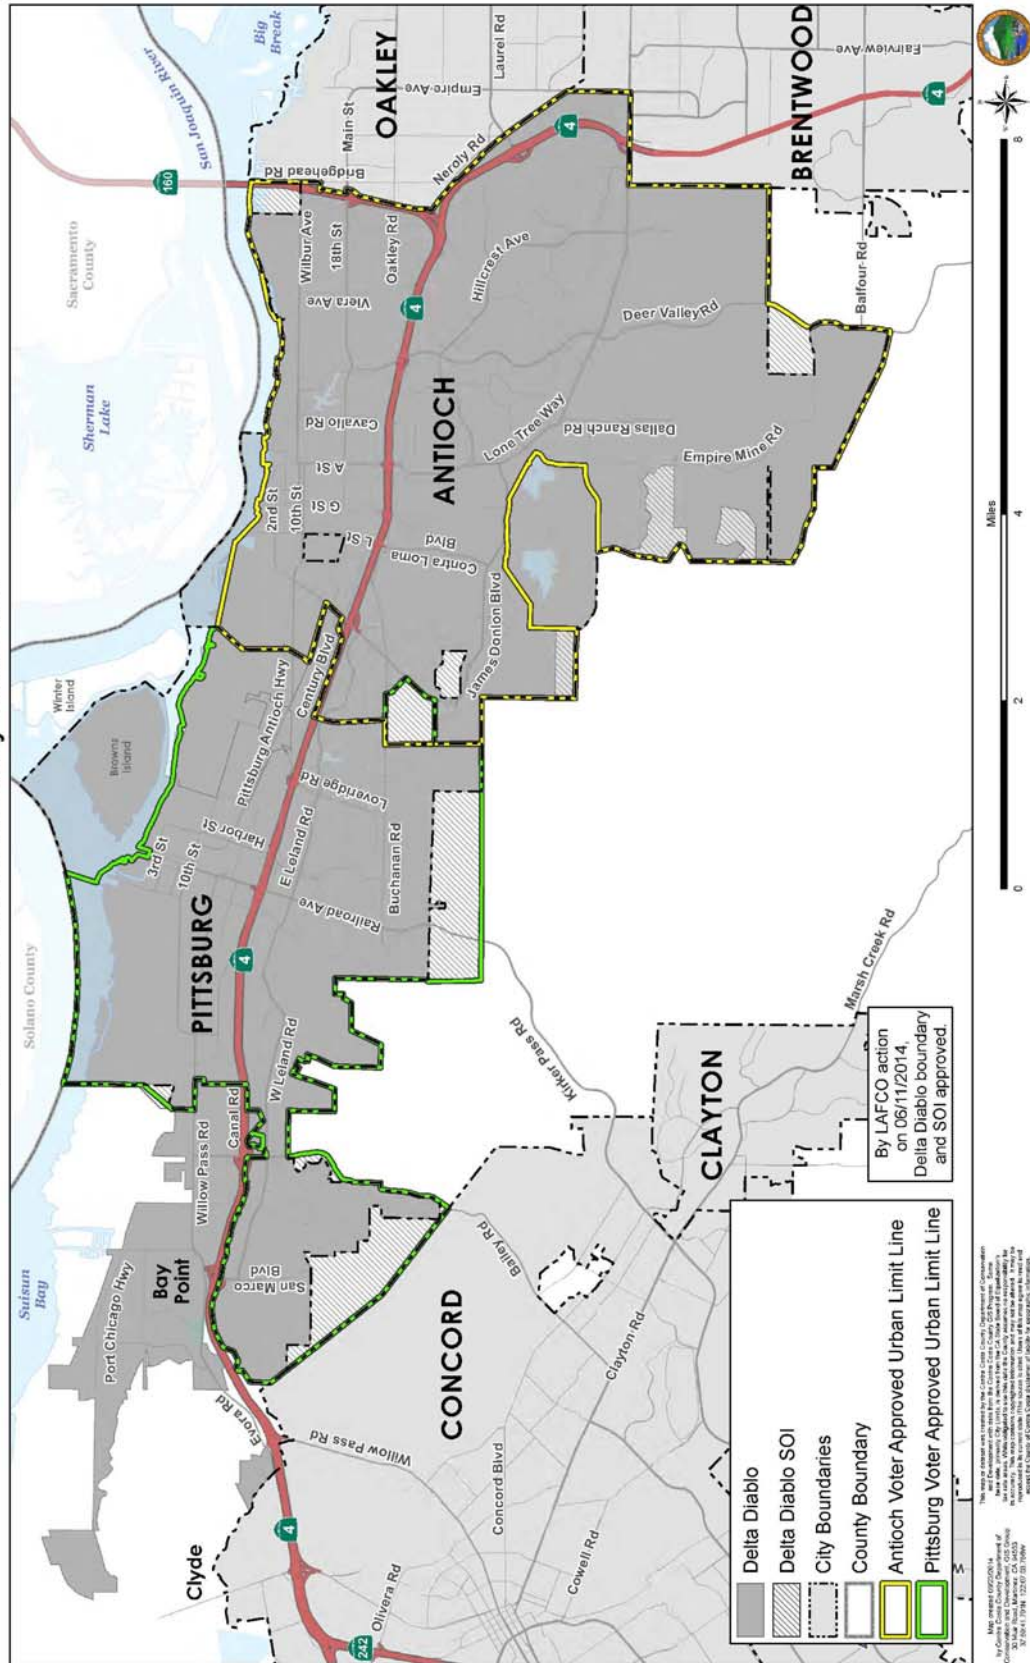 Suisun
Bay
Solano County
Sacramento
County
Sherman
Lake
San Joaquin River
Big
Break
Winter
Island
Browns
Island
Clyde
Bay
Point
PITTSBURG
ANTIOCH
OAKLEY
BRENTWOOD
CONCORD
CLAYTON
Port Chicago Hwy
Evora Rd
Willow Pass Rd
Canal Rd
San Marco
Blvd
W Leland Rd
Bailey Rd
Willow Pass Rd
Olivera Rd
Concord Blvd
Cowell Rd
Clayton Rd
Kirker Pass Rd
Marsh Creek Rd
3rd St
10th St
Harbor St
Railroad Ave
E Leland Rd
Buchanan Rd
Loveridge Rd
Pittsburg Antioch Hwy
Century Blvd
James Donlon Blvd
Contra Loma
Blvd
L St
G St
A St
2nd St
10th St
Cavallo Rd
Lone Tree Way
Dallas Ranch Rd
Empire Mine Rd
Deer Valley Rd
Hillcrest Ave
Viera Ave
Wilbur Ave
18th St
Oakley Rd
Bridgehead Rd
Main St
Neroly Rd
Empire Ave
Laurel Rd
Fairview Ave
Balfour Rd
242
4
4
4
4
4
160
By LAFCO action
on 06/11/2014,
Delta Diablo boundary
and SOI approved.
Delta Diablo
Delta Diablo SOI
City Boundaries
County Boundary
Antioch Voter Approved Urban Limit Line
Pittsburg Voter Approved Urban Limit Line
0
2
4
8
Miles